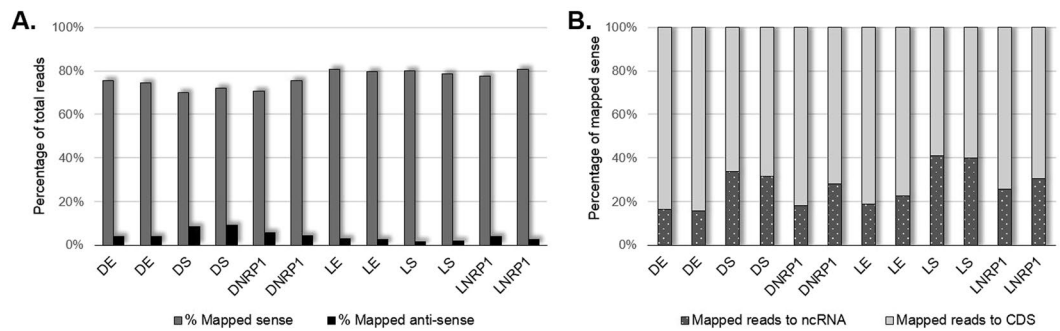 A.
Percentage of total reads
100%
80%
60%
40%
20%
0%
DE DE DS DS DNRP1 DNRP1 LE LE LS LS LNRP1 LNRP1
% Mapped sense % Mapped anti-sense
B.
Percentage of mapped sense
100%
80%
60%
40%
20%
0%
DE DE DS DS DNRP1 DNRP1 LE LE LS LS LNRP1 LNRP1
Mapped reads to ncRNA Mapped reads to CDS